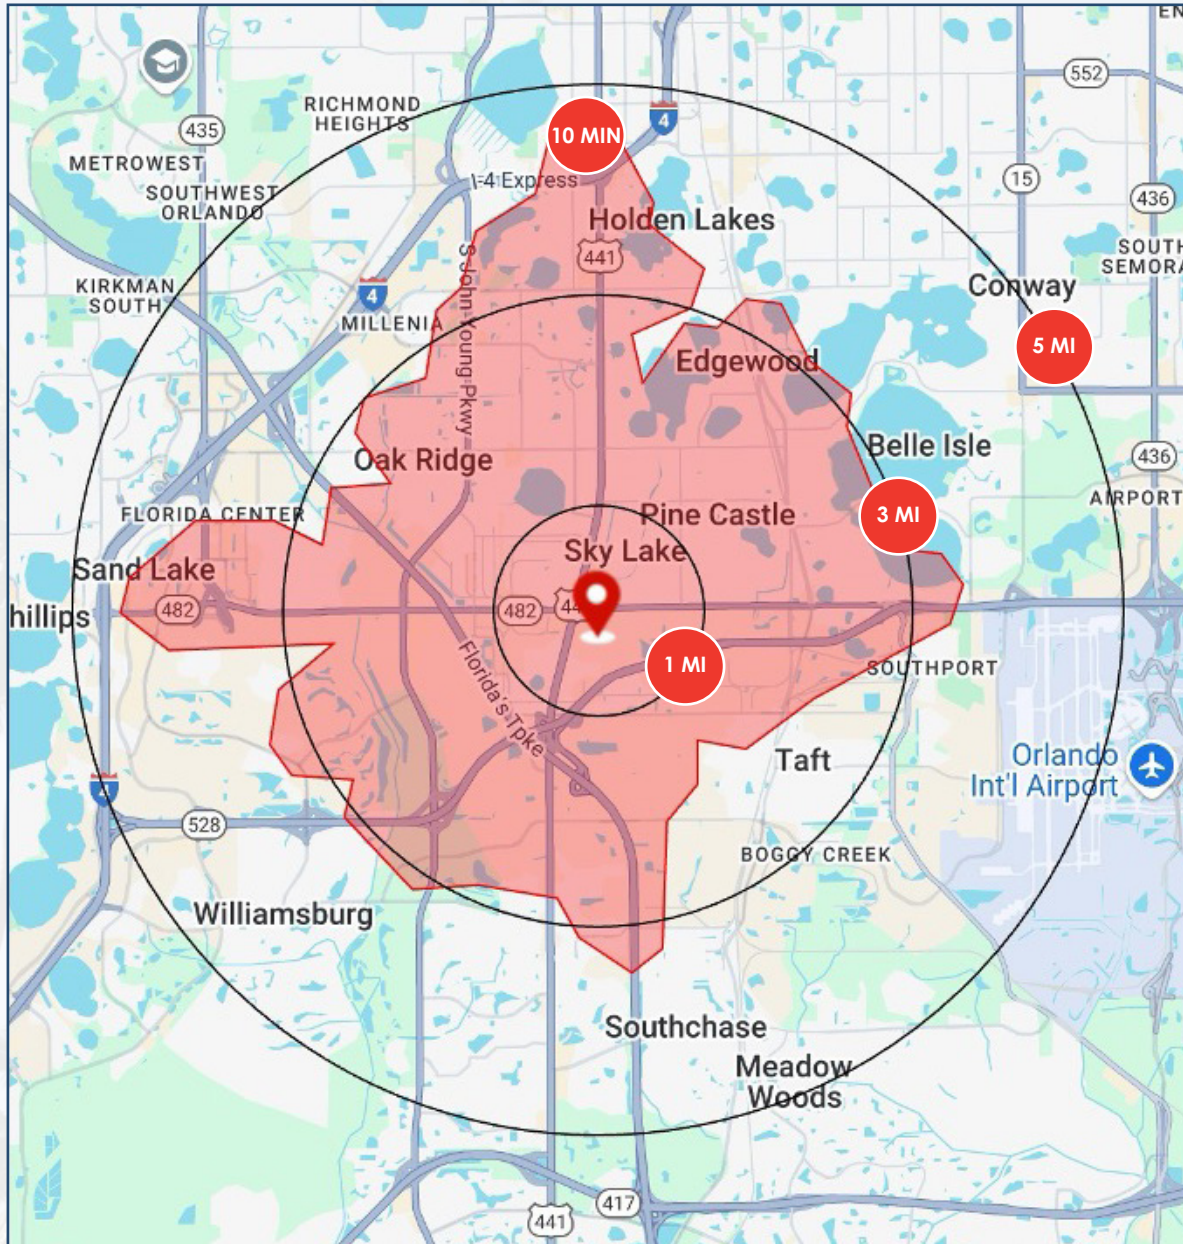 EN
552
RICHMOND
HEIGHTS
435
10 MIN
4
METROWEST
I-4 Express
15
SOUTHWEST
ORLANDO
436
Holden Lakes
441
SOUTH
SEMORA
S John Young Pkwy
KIRKMAN
SOUTH
4
Conway
MILLENIA
5 MI
Edgewood
Belle Isle
Oak Ridge
436
AIRPORT
FLORIDA CENTER
Pine Castle
3 MI
Sky Lake
Sand Lake
482
482
44
hillips
1 MI
Florida's Tpke
SOUTHPORT
Taft
Orlando
Int'l Airport
4
528
BOGGY CREEK
Williamsburg
Southchase
Meadow
Woods
417
441